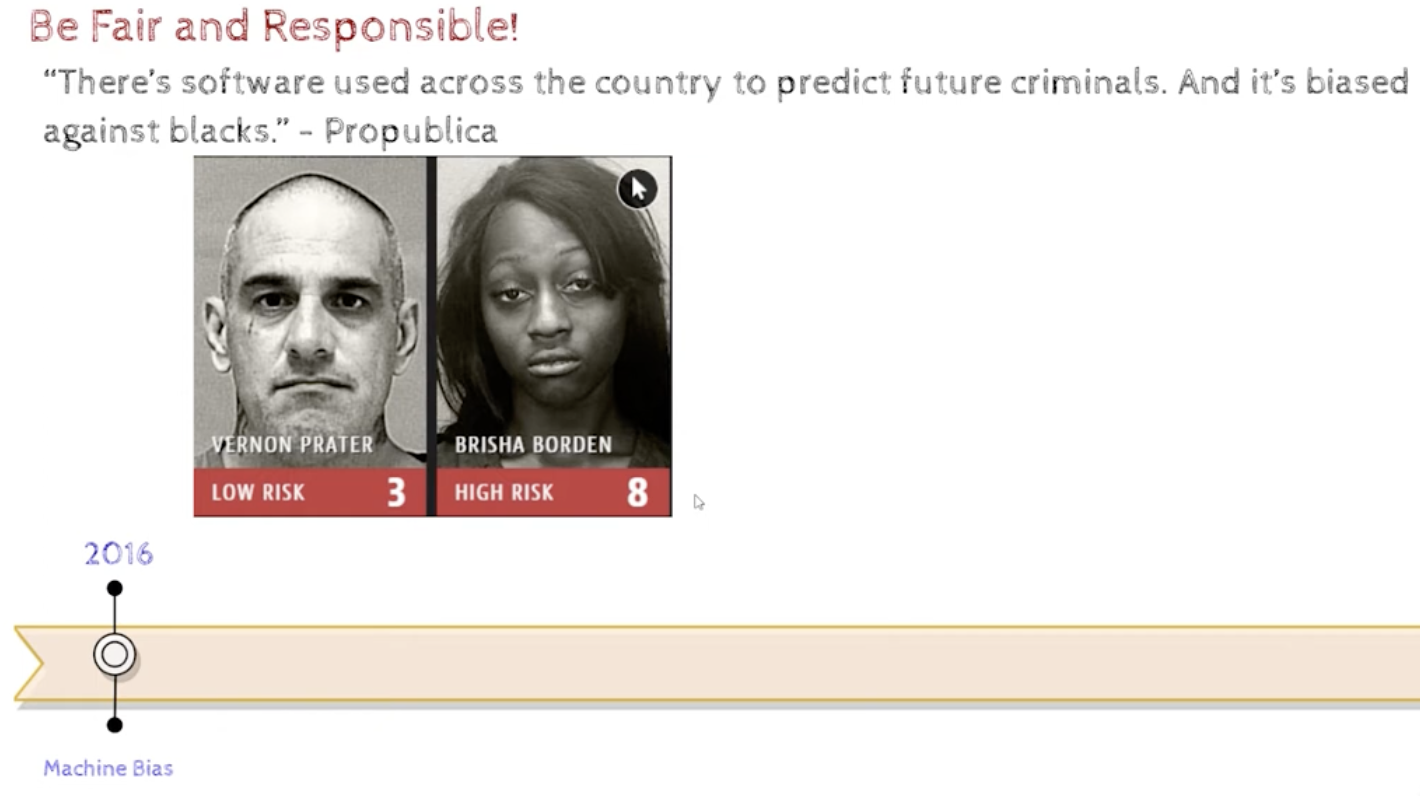 Be Fair and Responsible!
“There's software used across the country to predict future criminals. And it's biased
against blacks.” - Propublica
VERNON PRATER
BRISHA BORDEN
LOW RISK 3
HIGH RISK 8
2016
Machine Bias